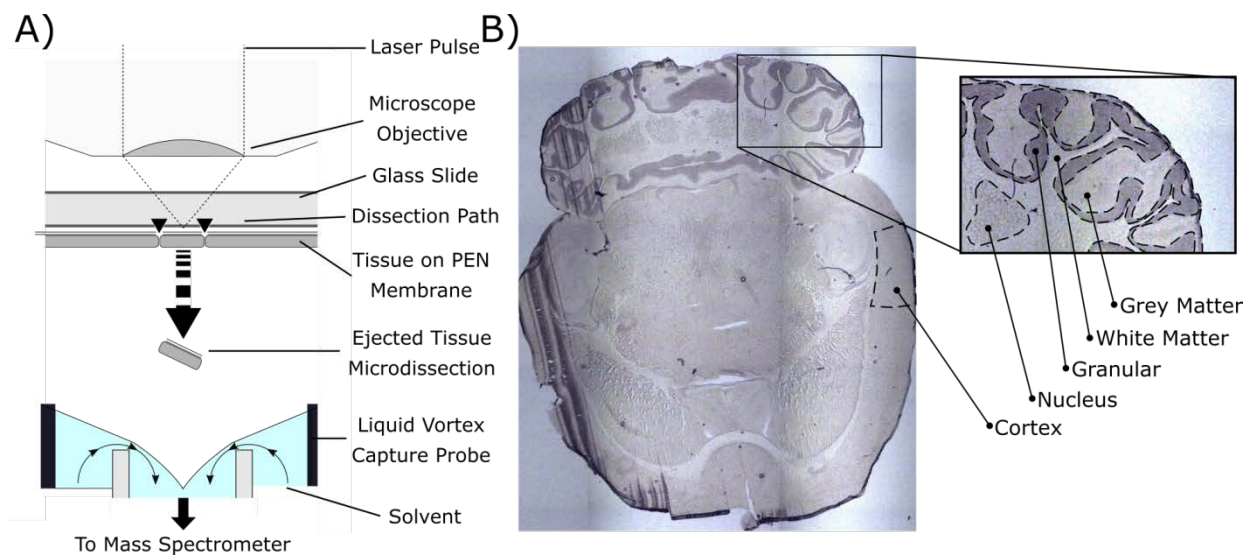 A)
Laser Pulse
Microscope
Objective
Glass Slide
Dissection Path
Tissue on PEN
Membrane
Ejected Tissue
Microdissection
Liquid Vortex
Capture Probe
Solvent
To Mass Spectrometer
B)
Grey Matter
White Matter
Granular
Nucleus
Cortex